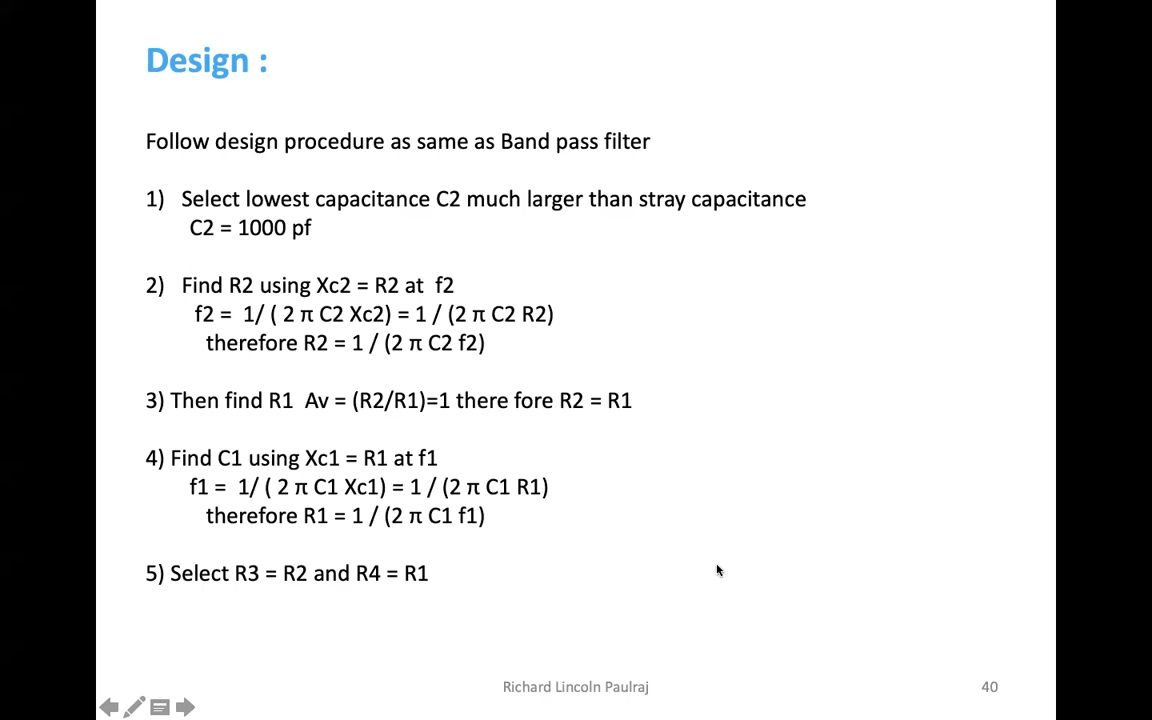 Design :
Follow design procedure as same as Band pass filter
1) Select lowest capacitance C2 much larger than stray capacitance
C2 = 1000 pf
2) Find R2 using Xc2 = R2 at f2
f2 = 1/ ( 2 π C2 Xc2) = 1 / (2 π C2 R2)
therefore R2 = 1 / (2 π C2 f2)
3) Then find R1 Av = (R2/R1)=1 there fore R2 = R1
4) Find C1 using Xc1 = R1 at f1
f1 = 1/ ( 2 π C1 Xc1) = 1 / (2 π C1 R1)
therefore R1 = 1 / (2 π C1 f1)
5) Select R3 = R2 and R4 = R1
Richard Lincoln Paulraj
40